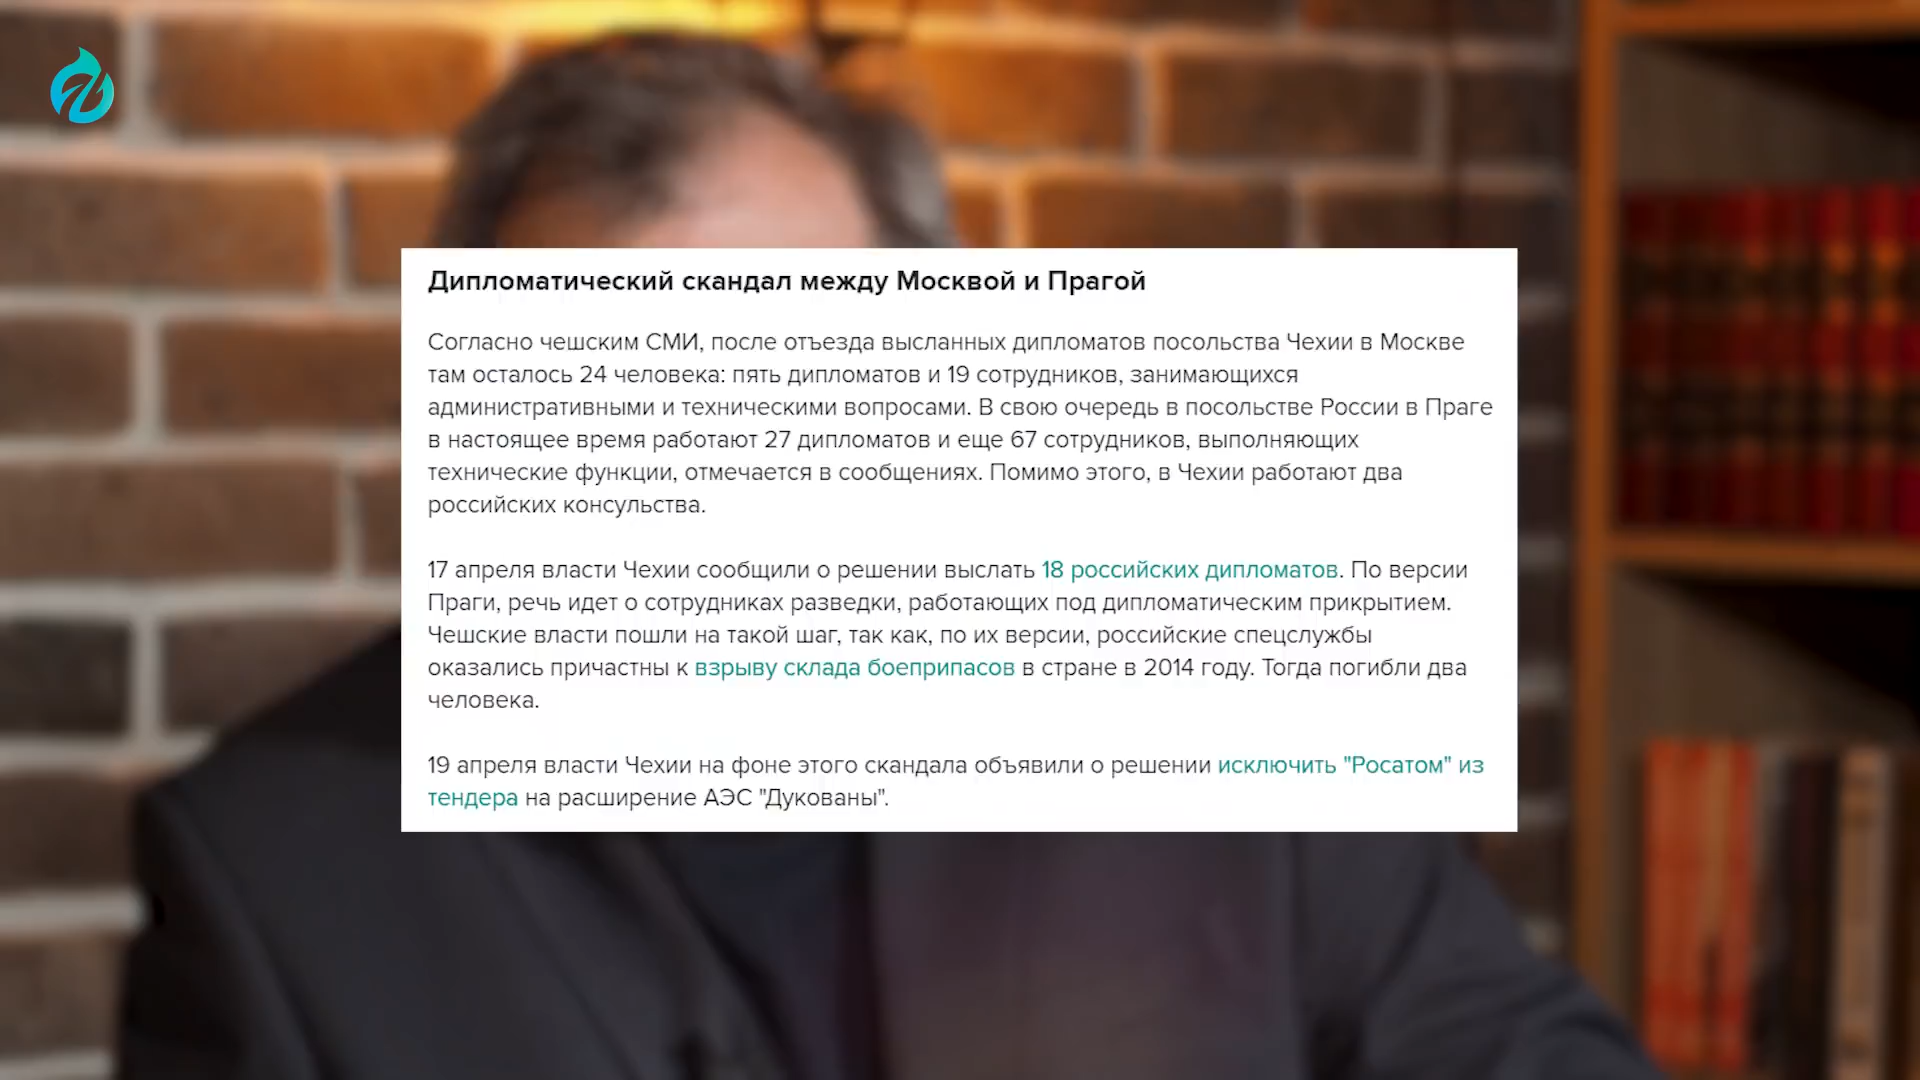 Дипломатический скандал между Москвой и Прагой
Согласно чешским СМИ, после отъезда высланных дипломатов посольства Чехии в Москве
там осталось 24 человека: пять дипломатов и 19 сотрудников, занимающихся
административными и техническими вопросами. В свою очередь в посольстве России в Праге
в настоящее время работают 27 дипломатов и еще 67 сотрудников, выполняющих
технические функции, отмечается в сообщениях. Помимо этого, в Чехии работают два
российских консульства.
17 апреля власти Чехии сообщили о решении выслать 18 российских дипломатов. По версии
Праги, речь идет о сотрудниках разведки, работающих под дипломатическим прикрытием.
Чешские власти пошли на такой шаг, так как, по их версии, российские спецслужбы
оказались причастны к взрыву склада боеприпасов в стране в 2014 году. Тогда погибли два
человека.
19 апреля власти Чехии на фоне этого скандала объявили о решении исключить "Росатом" из
тендера на расширение АЭС "Дукованы".